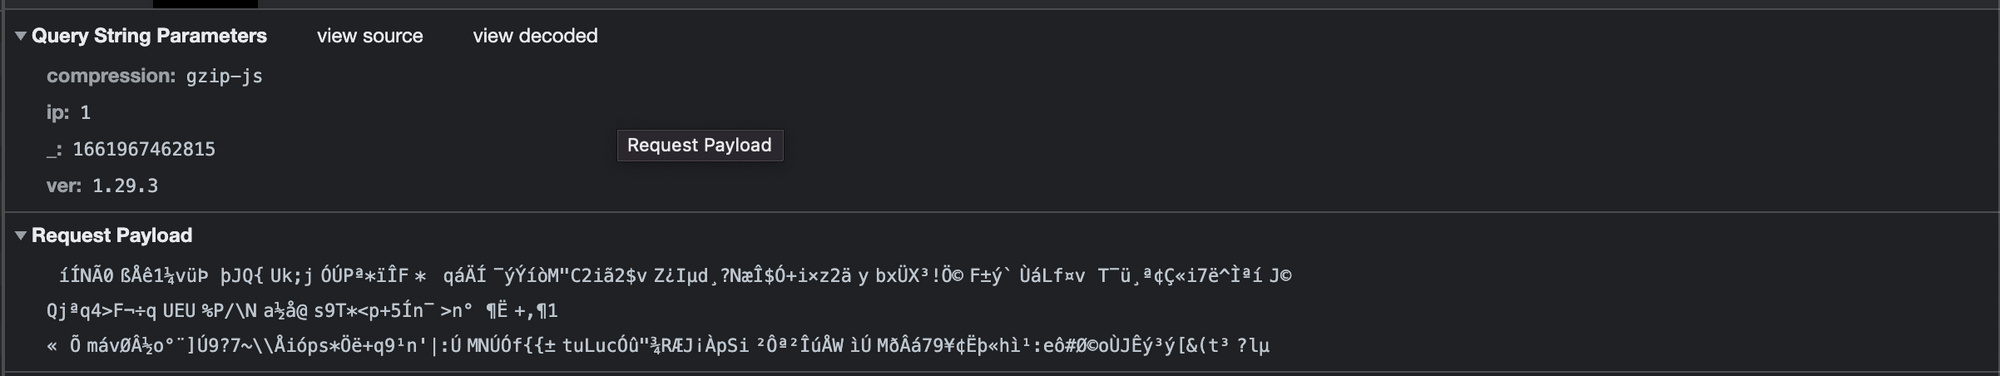 Query String Parameters view source view decoded
compression: gzip-js
ip: 1
Request Payload
_: 1661967462815
ver: 1.29.3
Request Payload
íÍNÃ0 ßÅê1¼vüÞ þJQ{ Uk;j ÓÚPª*ïÎF * qáÄÍ ¯ýÝíòM"C2iã2$v Z¿Iµd¸?NæÎ$Ó+i×z2ä y bxÜX³!Ö© F±ý` ÙáLf¤v T¯ü¸ª¢Ç«i7ë^Ìªí J©
Qjªq4>F¬÷q UEU %P/\N a½å@ s9T*<p+5Ín¯ >n° ¶Ë +,¶1
« Õ mávØÂ½o°¨]Ú9?7~\\Åiópš*Öë+q9¹n'|:Ú MNÚÓf{{± tuLucÓû"¾RÆJ¡ÀpSi ²Ôª²ÎúÅW ìÚ MðÂá79¥¢Ëþ«hì¹:eô#Ø©oÙJÊý³ý[&(t³ ?lµ